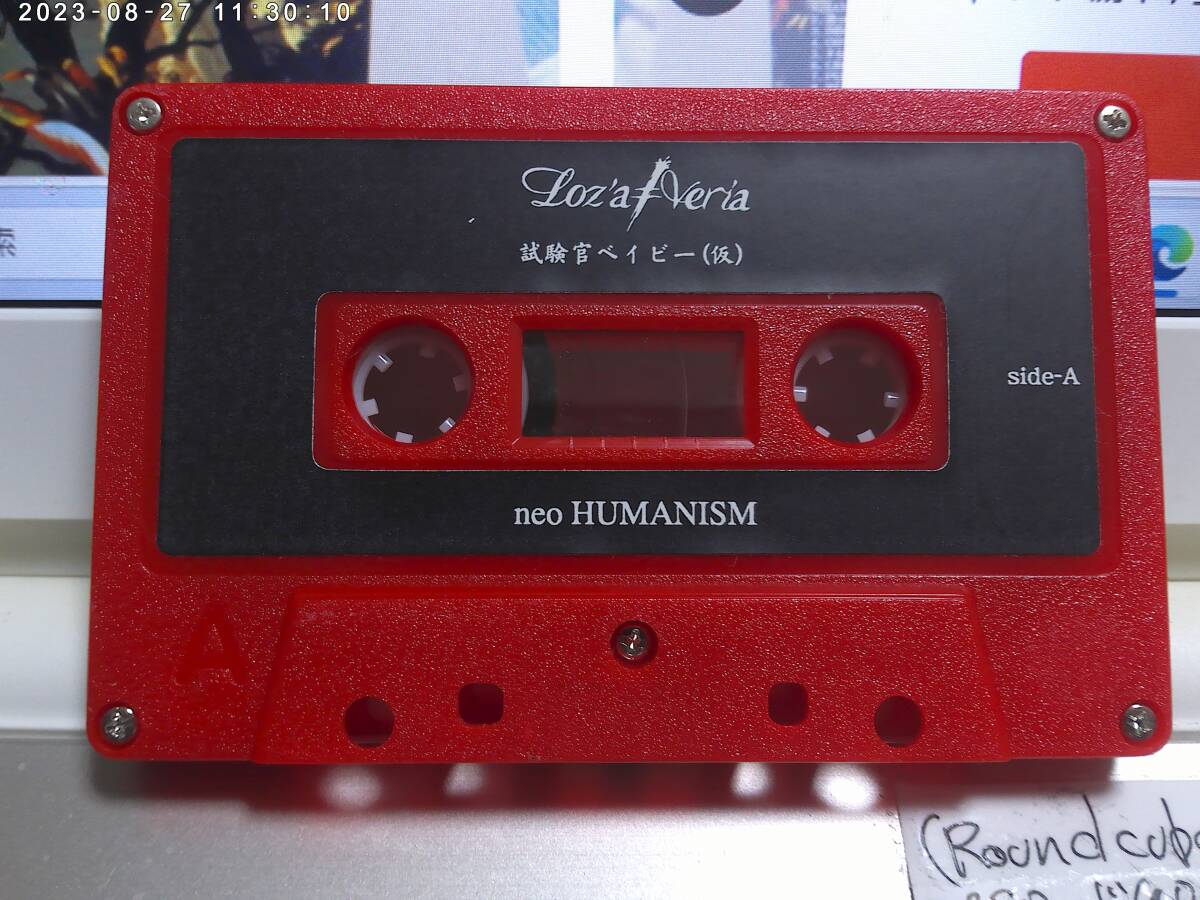 2023-08-27 11:30:10
Loz'a Veria
試験官ベイビー(仮)
side-A
neo HUMANISM
A
(Roundcub